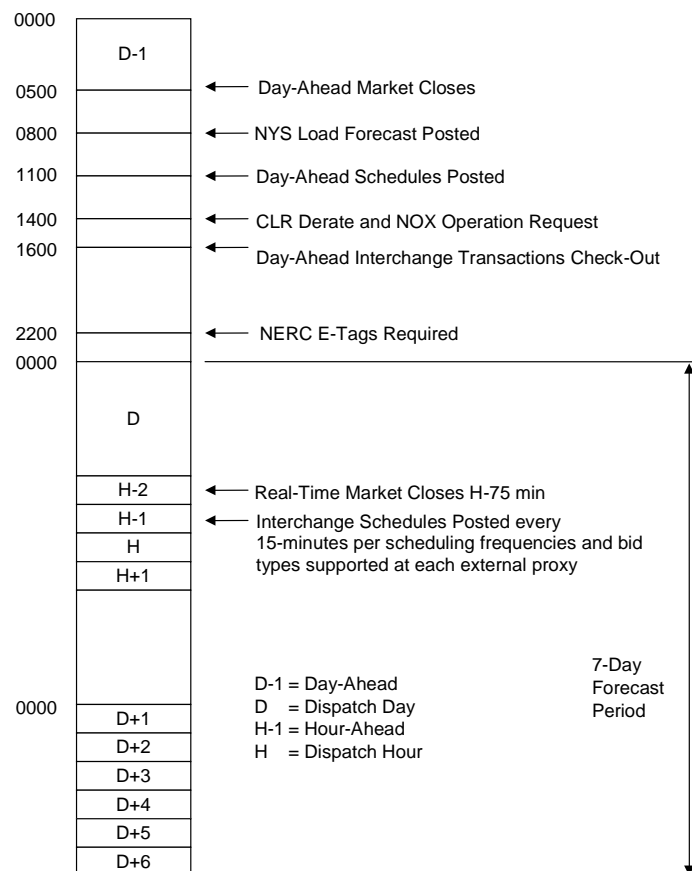 0000
D-1
0500
Day-Ahead Market Closes
0800
NYS Load Forecast Posted
1100
Day-Ahead Schedules Posted
1400
CLR Derate and NOX Operation Request
1600
Day-Ahead Interchange Transactions Check-Out
2200
NERC E-Tags Required
0000
D
H-2
Real-Time Market Closes H-75 min
H-1
Interchange Schedules Posted every
15-minutes per scheduling frequencies and bid
types supported at each external proxy
H
H+1
7-Day
Forecast
Period
D-1 = Day-Ahead
D = Dispatch Day
H-1 = Hour-Ahead
H = Dispatch Hour
0000
D+1
D+2
D+3
D+4
D+5
D+6